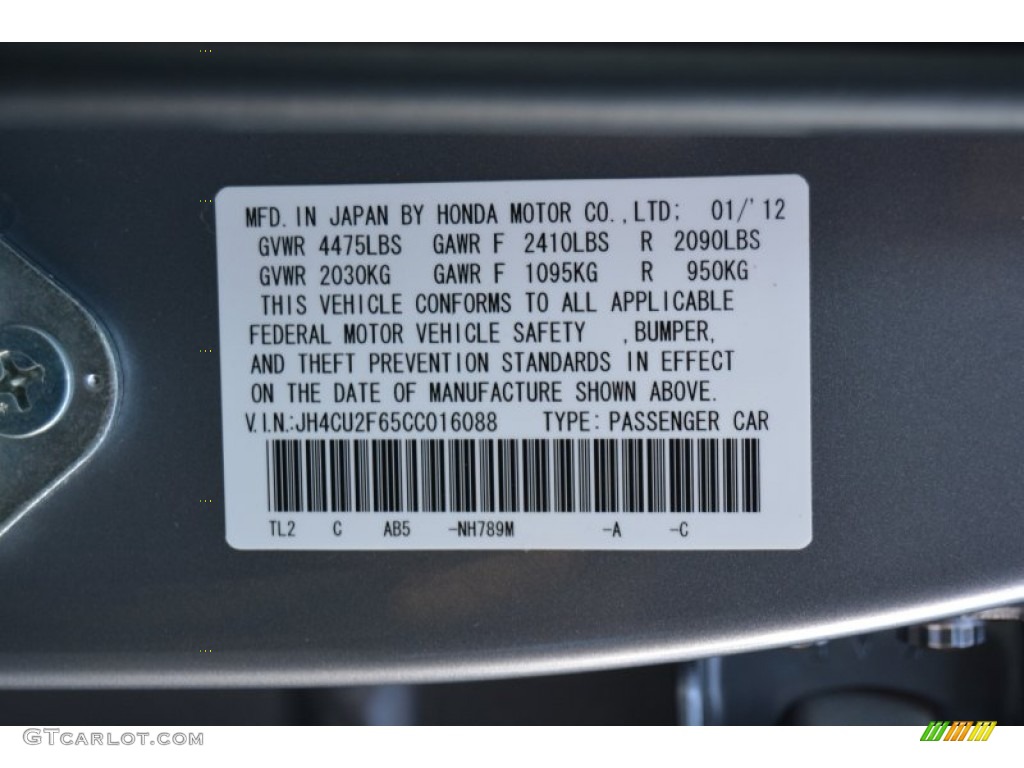 MFD. IN JAPAN BY HONDA MOTOR CO., LTD; 01/'12
GVWR 4475LBS GAWR F 2410LBS R 2090LBS
GVWR 2030KG GAWR F 1095KG R 950KG
THIS VEHICLE CONFORMS TO ALL APPLICABLE
FEDERAL MOTOR VEHICLE SAFETY , BUMPER,
AND THEFT PREVENTION STANDARDS IN EFFECT
ON THE DATE OF MANUFACTURE SHOWN ABOVE.
V.I.N.:JH4CU2F65CC016088 TYPE: PASSENGER CAR
TL2 C AB5 -NH789M -A -C
GTCARLOT.COM